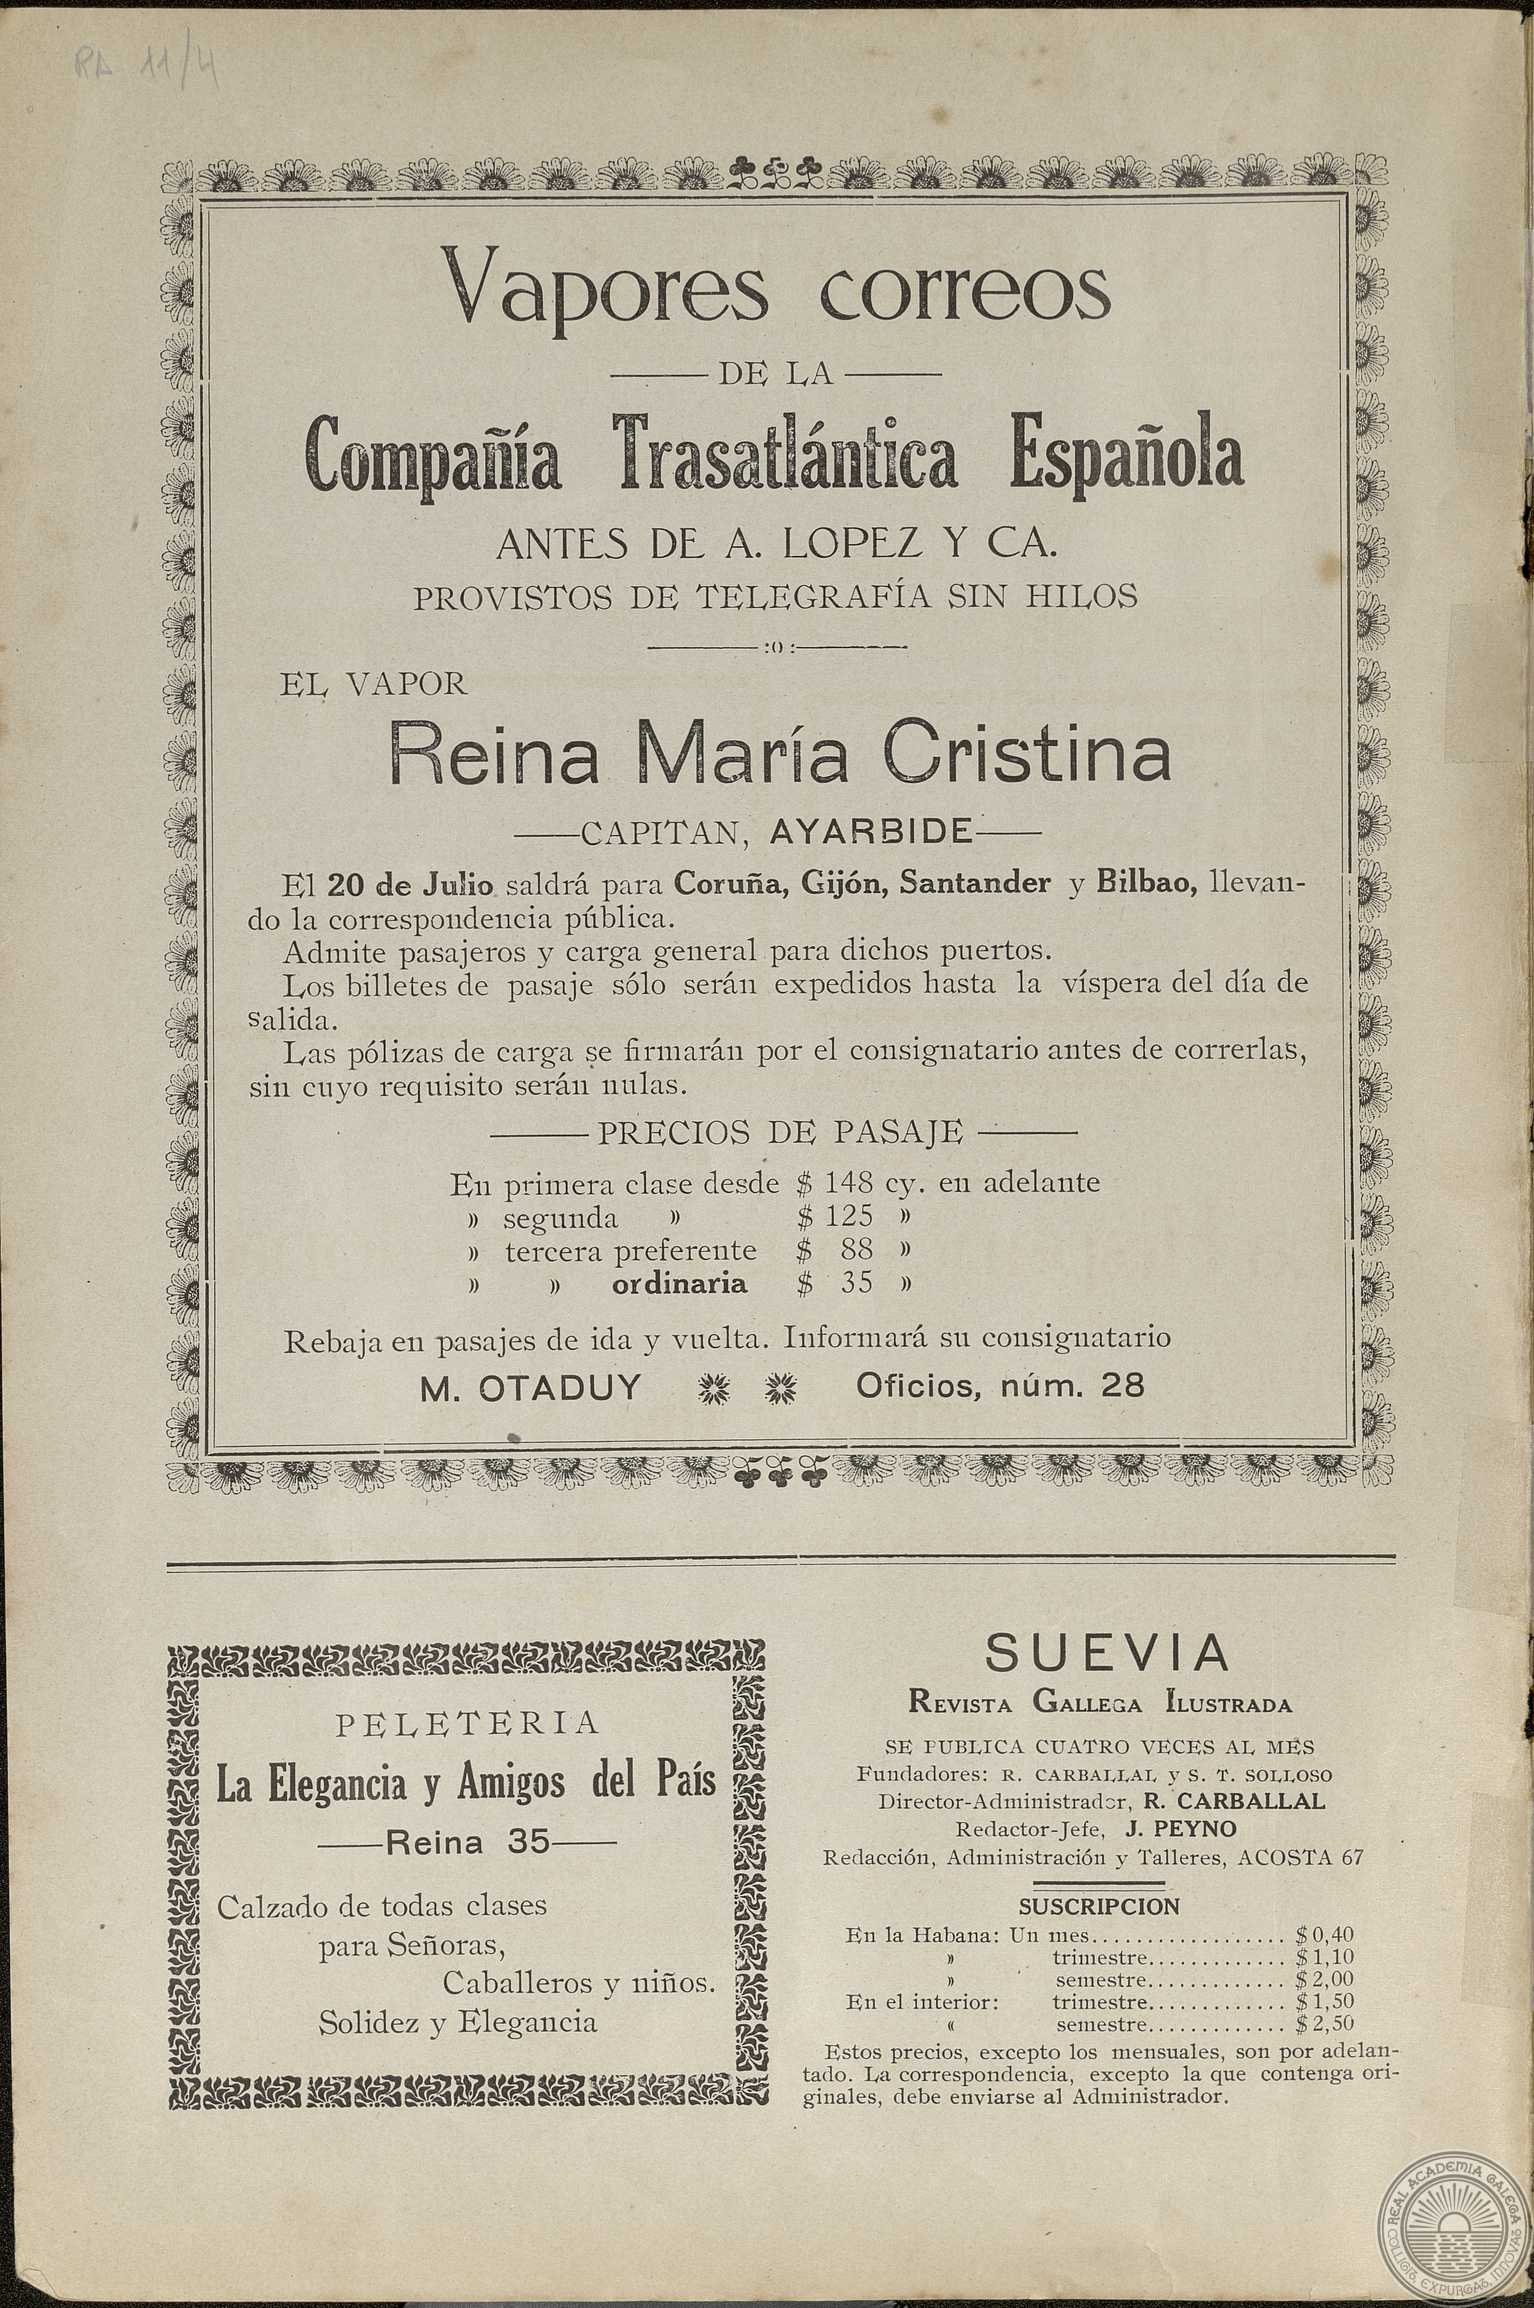 RA 11/4
Vapores correos
DE LA
Compañía Trasatlántica Española
ANTES DE A. LOPEZ Y CA.
PROVISTOS DE TELEGRAFÍA SIN HILOS
:o:
EL VAPOR
Reina María Cristina
CAPITAN, AYARBIDE
El 20 de Julio saldrá para Coruña, Gijón, Santander y Bilbao, llevan-
do la correspondencia pública.
Admite pasajeros y carga general para dichos puertos.
Los billetes de pasaje sólo serán expedidos hasta la víspera del día de
salida.
Las pólizas de carga se firmarán por el consignatario antes de correrlas,
sin cuyo requisito serán nulas.
PRECIOS DE PASAJE
En primera clase desde $ 148 cy. en adelante
» segunda » $ 125 »
» tercera preferente $ 88 »
» » ordinaria $ 35 »
Rebaja en pasajes de ida y vuelta. Informará su consignatario
M. OTADUY Oficios, núm. 28
PELETERIA
La Elegancia y Amigos del País
Reina 35
Calzado de todas clases
para Señoras,
Caballeros y niños.
Solidez y Elegancia
SUEVIA
REVISTA GALLEGA ILUSTRADA
SE PUBLICA CUATRO VECES AL MES
Fundadores: R. CARBALLAL y S. T. SOLLOSO
Director-Administrador, R. CARBALLAL
Redactor-Jefe, J. PEYNO
Redacción, Administración y Talleres, ACOSTA 67
SUSCRIPCION
En la Habana: Un mes.................. $ 0,40
» trimestre............. $ 1,10
» semestre............. $ 2,00
En el interior: trimestre............. $ 1,50
« semestre............. $ 2,50
Estos precios, excepto los mensuales, son por adelan-
tado. La correspondencia, excepto la que contenga ori-
ginales, debe enviarse al Administrador.
REAL ACADEMIA GALEGA
COLLIGIT, EXPURGAT, INNOVAT